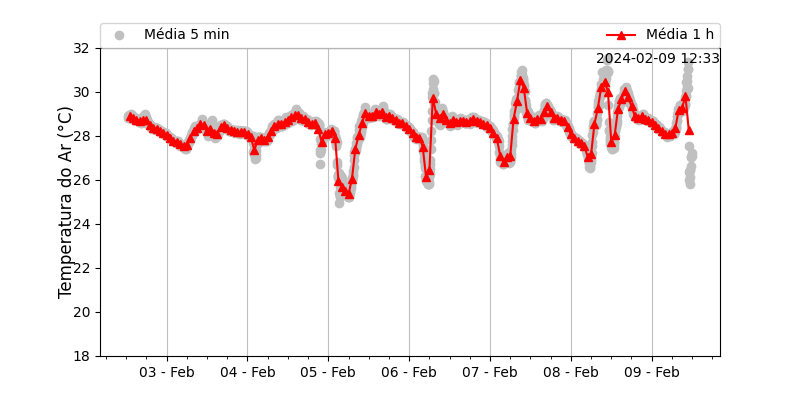 Média 5 min
Média 1 h
2024-02-09 12:33
Temperatura do Ar (°C)
32
30
28
26
24
22
20
18
03 - Feb
04 - Feb
05 - Feb
06 - Feb
07 - Feb
08 - Feb
09 - Feb